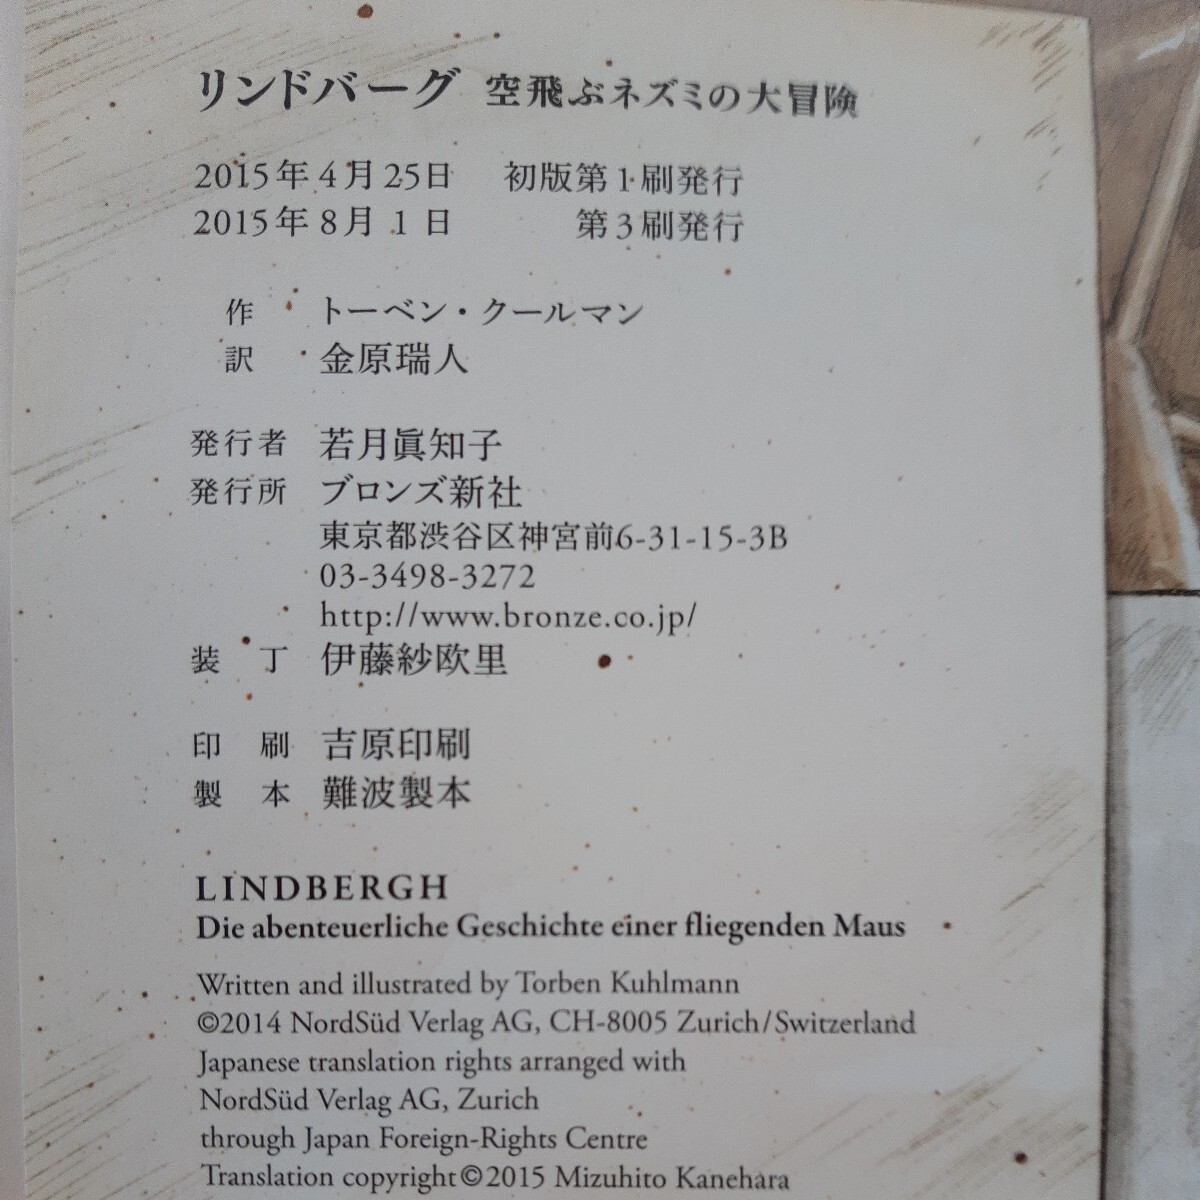 リンドバーグ 空飛ぶネズミの大冒険
2015年4月25日 初版第1刷発行
2015年8月1日 第3刷発行
作 トーベン・クールマン
訳 金原瑞人
発行者 若月眞知子
発行所 ブロンズ新社
東京都渋谷区神宮前6-31-15-3B
03-3498-3272
http://www.bronze.co.jp/
装丁 伊藤紗欧里
印刷 吉原印刷
製本 難波製本
LINDBERGH
Die abenteuerliche Geschichte einer fliegenden Maus
Written and illustrated by Torben Kuhlmann
©2014 NordSüd Verlag AG, CH-8005 Zurich/Switzerland
Japanese translation rights arranged with
NordSüd Verlag AG, Zurich
through Japan Foreign-Rights Centre
Translation copyright©2015 Mizuhito Kanehara